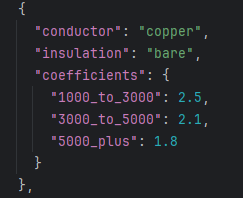 {
"conductor": "copper",
"insulation": "bare",
"coefficients": {
"1000_to_3000": 2.5,
"3000_to_5000": 2.1,
"5000_plus": 1.8
}
},